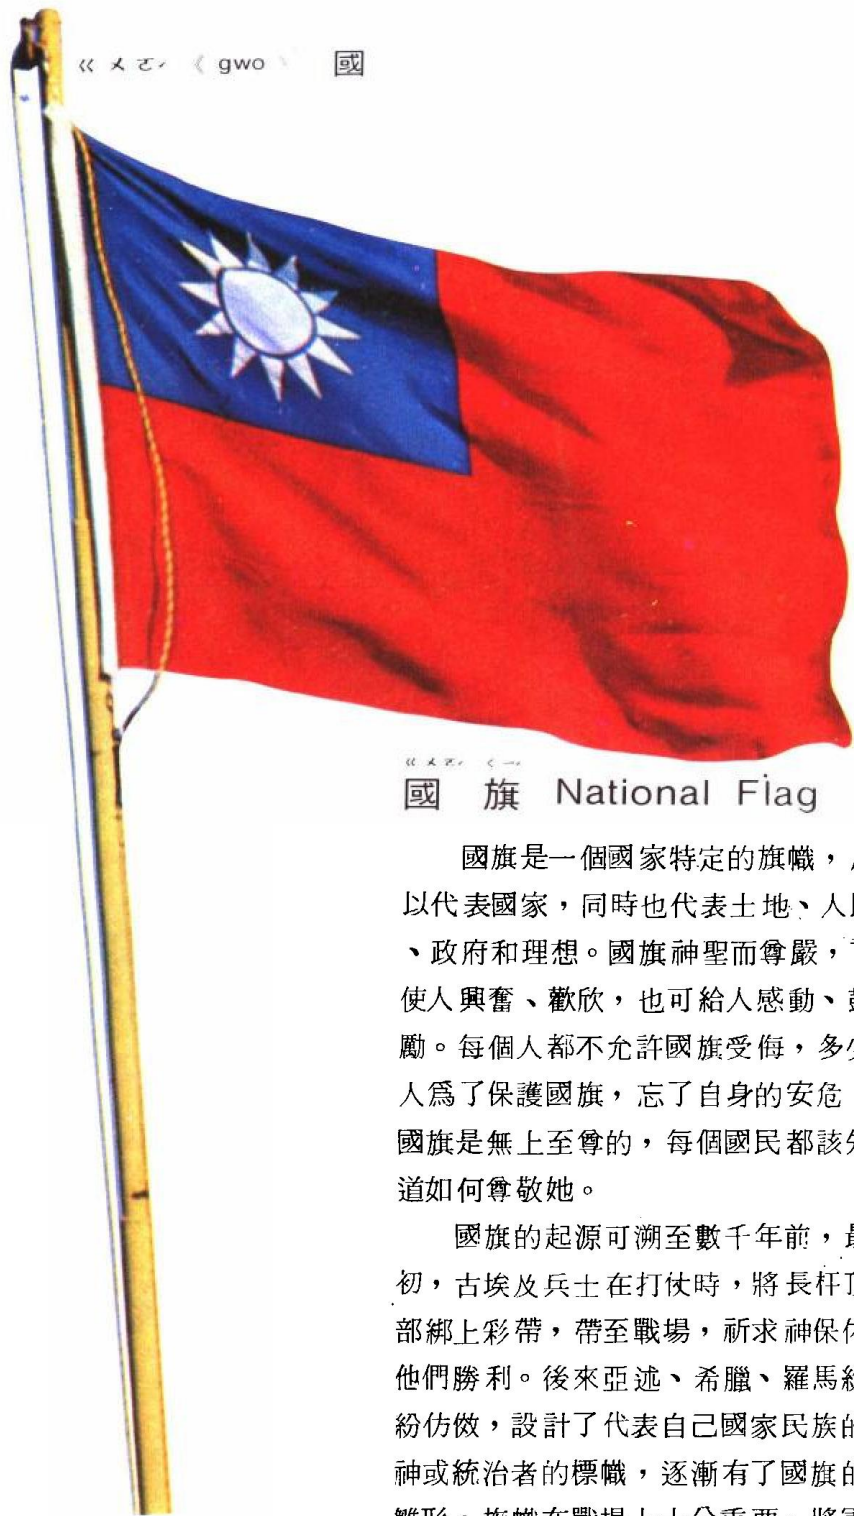 ㄍㄨㄛˊ《gwo》 國
ㄍㄨㄛˊ ㄑㄧˊ
國 旗 National Flag
國旗是一個國家特定的旗幟,
以代表國家,同時也代表土地、人
、政府和理想。國旗神聖而尊嚴,
使人興奮、歡欣,也可給人感動、
勵。每個人都不允許國旗受侮,多少
人爲了保護國旗,忘了自身的安危
國旗是無上至尊的,每個國民都該
道如何尊敬她。
國旗的起源可溯至數千年前,最
初,古埃及兵士在打仗時,將長杆頂
部綁上彩帶,帶至戰場,祈求神保佑
他們勝利。後來亞述、希臘、羅馬
紛仿傚,設計了代表自己國家民族的
神或統治者的標幟,逐漸有了國旗的